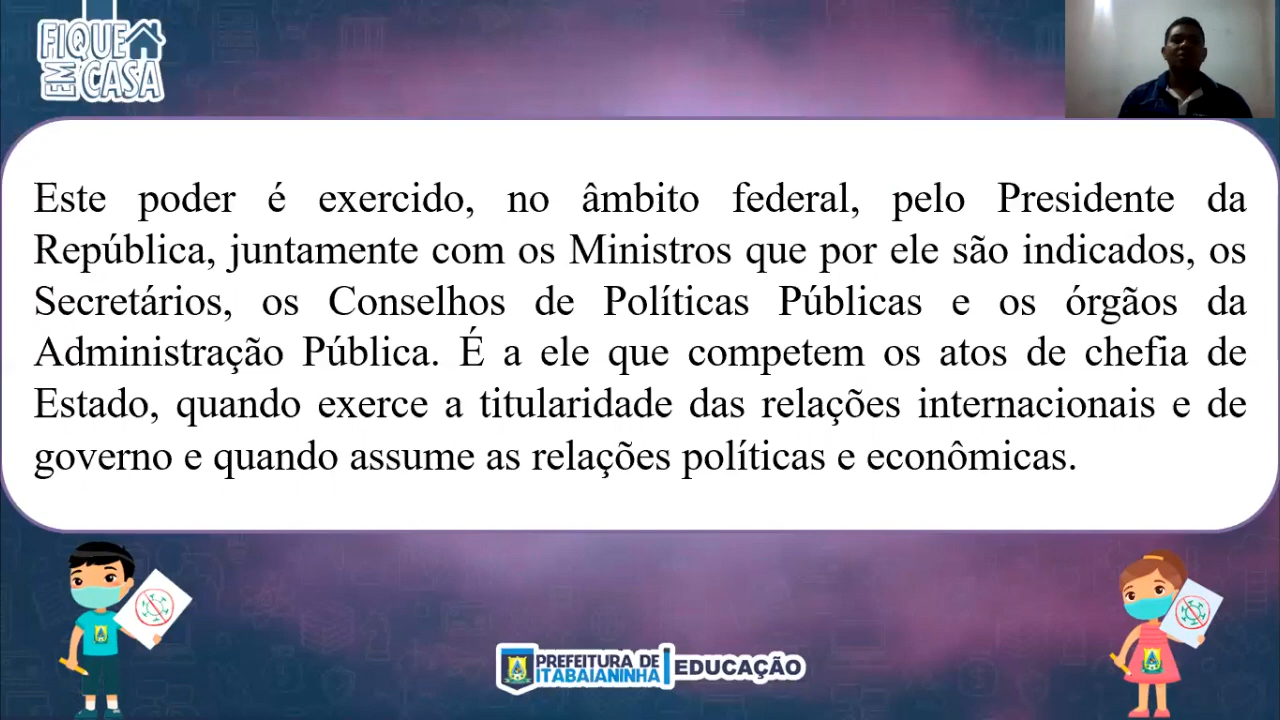 FIQUE
EM CASA
Este poder é exercido, no âmbito federal, pelo Presidente da
República, juntamente com os Ministros que por ele são indicados, os
Secretários, os Conselhos de Políticas Públicas e os órgãos da
Administração Pública. É a ele que competem os atos de chefia de
Estado, quando exerce a titularidade das relações internacionais e de
governo e quando assume as relações políticas e econômicas.
PREFEITURA DE
ITABAIANINHA
EDUCAÇÃO